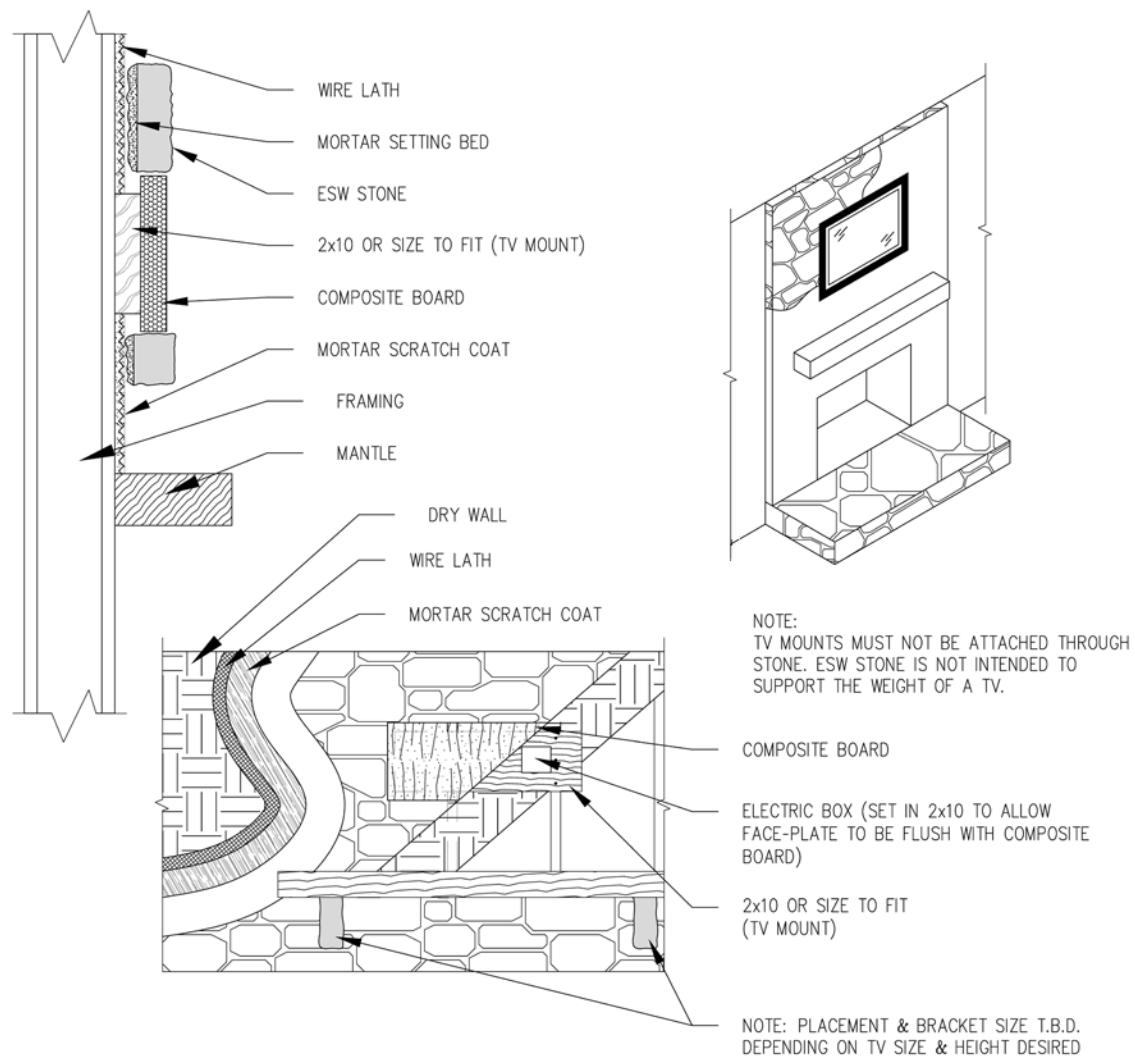 WIRE LATH
MORTAR SETTING BED
ESW STONE
2x10 OR SIZE TO FIT (TV MOUNT)
COMPOSITE BOARD
MORTAR SCRATCH COAT
FRAMING
MANTLE
DRY WALL
WIRE LATH
MORTAR SCRATCH COAT
NOTE:
TV MOUNTS MUST NOT BE ATTACHED THROUGH
STONE. ESW STONE IS NOT INTENDED TO
SUPPORT THE WEIGHT OF A TV.
COMPOSITE BOARD
ELECTRIC BOX (SET IN 2x10 TO ALLOW
FACE-PLATE TO BE FLUSH WITH COMPOSITE
BOARD)
2x10 OR SIZE TO FIT
(TV MOUNT)
NOTE: PLACEMENT & BRACKET SIZE T.B.D.
DEPENDING ON TV SIZE & HEIGHT DESIRED